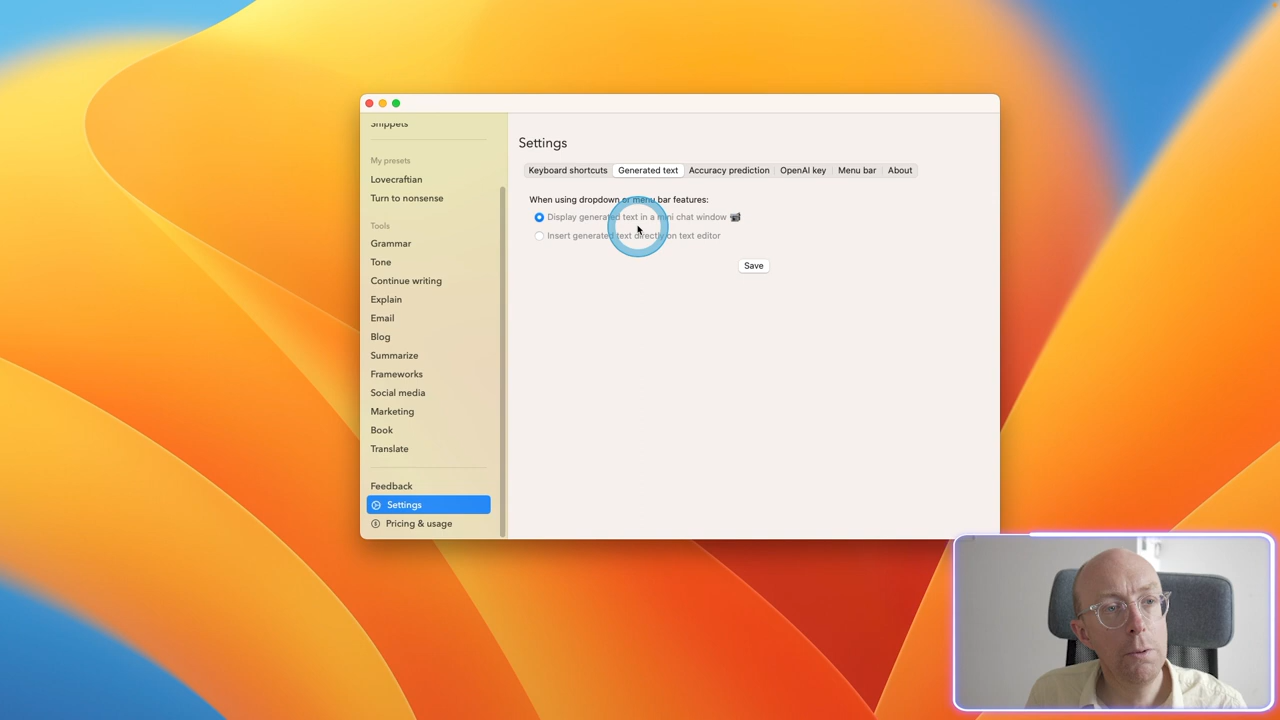 Snippets
My presets
Lovecraftian
Turn to nonsense
Tools
Grammar
Tone
Continue writing
Explain
Email
Blog
Summarize
Frameworks
Social media
Marketing
Book
Translate
Feedback
Settings
Pricing & usage
Settings
Keyboard shortcuts Generated text Accuracy prediction OpenAI key Menu bar About
When using dropdown or menu bar features:
Display generated text in a mini chat window
Insert generated text directly on text editor
Save